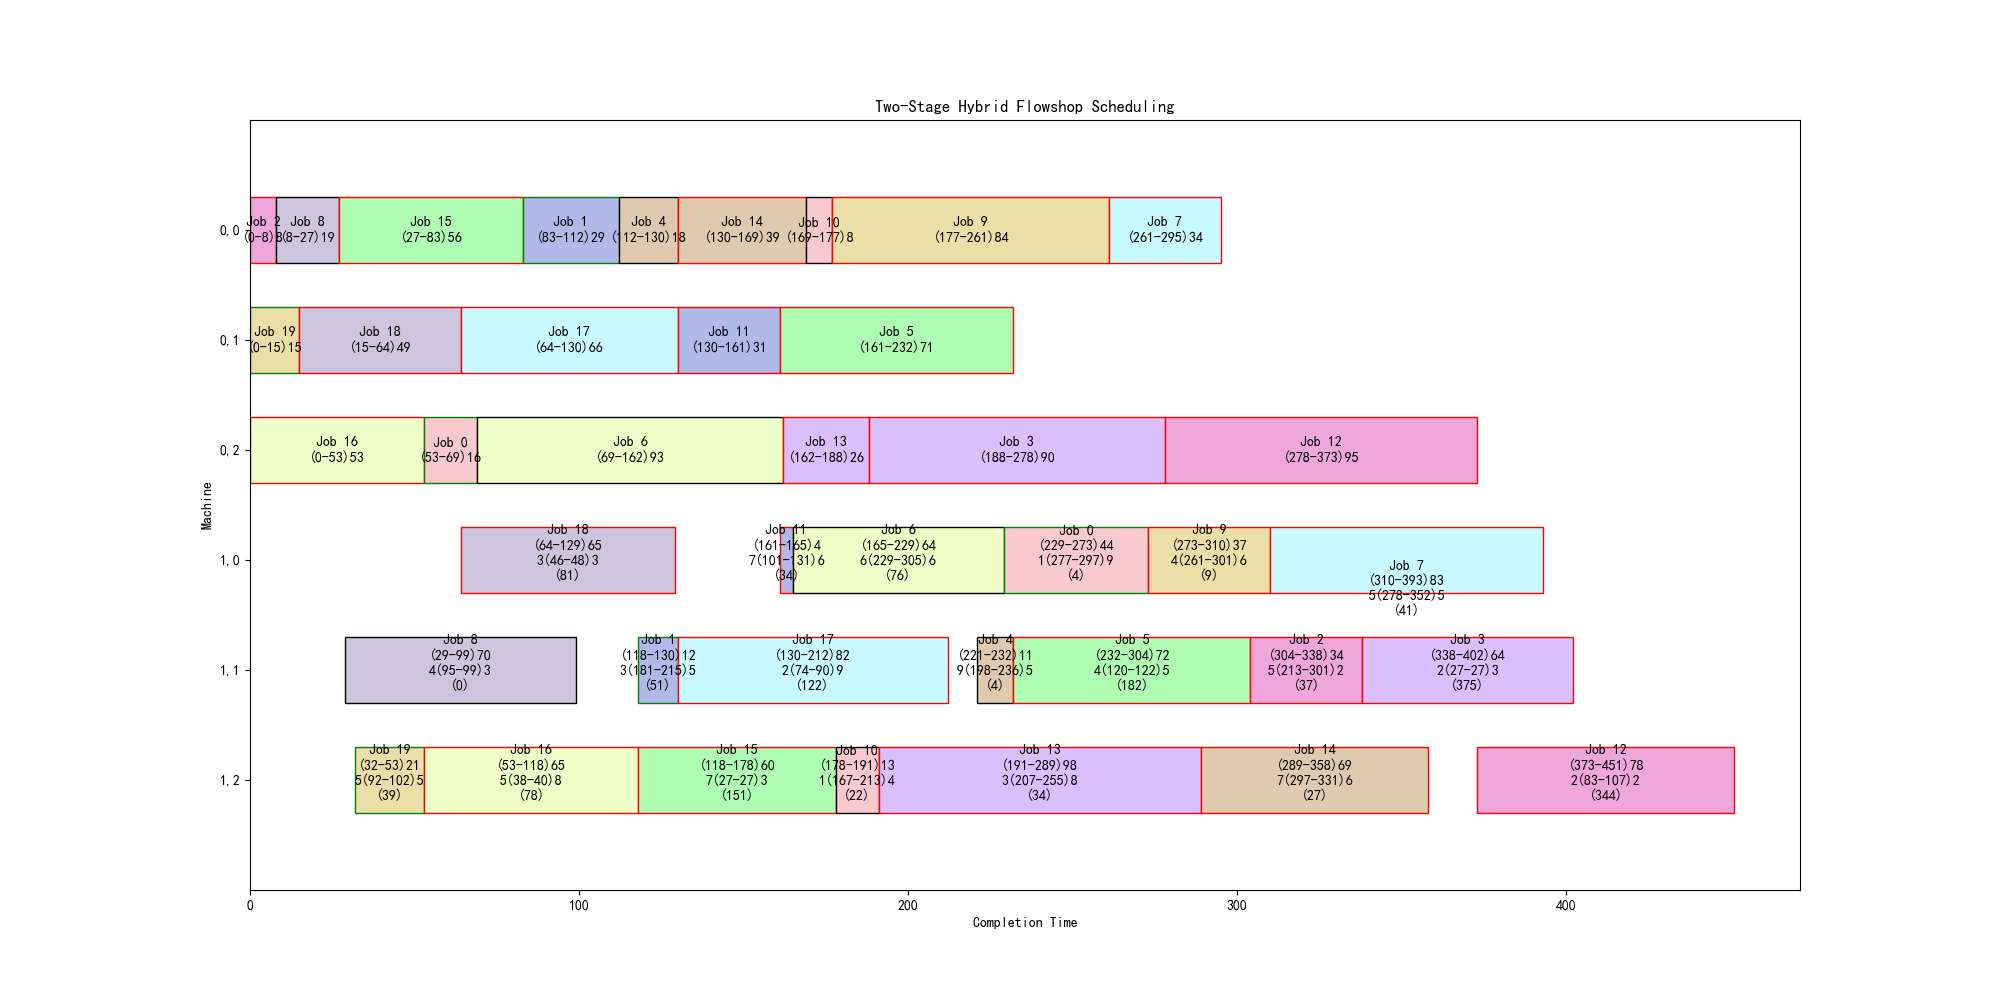 Two-Stage Hybrid Flowshop Scheduling
Machine
0,0
Job 2
(0-8)8
Job 8
(8-27)19
Job 15
(27-83)56
Job 1
(83-112)29
Job 4
(112-130)18
Job 14
(130-169)39
Job 10
(169-177)8
Job 9
(177-261)84
Job 7
(261-295)34
0,1
Job 19
(0-15)15
Job 18
(15-64)49
Job 17
(64-130)66
Job 11
(130-161)31
Job 5
(161-232)71
0,2
Job 16
(0-53)53
Job 0
(53-69)16
Job 6
(69-162)93
Job 13
(162-188)26
Job 3
(188-278)90
Job 12
(278-373)95
1,0
Job 18
(64-129)65
3(46-48)3
(81)
Job 11
(161-165)4
7(101-131)6
(34)
Job 6
(165-229)64
6(229-305)6
(76)
Job 0
(229-273)44
1(277-297)9
(4)
Job 9
(273-310)37
4(261-301)6
(9)
Job 7
(310-393)83
5(278-352)5
(41)
1,1
Job 8
(29-99)70
4(95-99)3
(0)
Job 1
(118-130)12
3(181-215)5
(51)
Job 17
(130-212)82
2(74-90)9
(122)
Job 4
(221-232)11
9(198-236)5
(4)
Job 5
(232-304)72
4(120-122)5
(182)
Job 2
(304-338)34
5(213-301)2
(37)
Job 3
(338-402)64
2(27-27)3
(375)
1,2
Job 19
(32-53)21
5(92-102)5
(39)
Job 16
(53-118)65
5(38-40)8
(78)
Job 15
(118-178)60
7(27-27)3
(151)
Job 10
(178-191)13
1(167-213)4
(22)
Job 13
(191-289)98
3(207-255)8
(34)
Job 14
(289-358)69
7(297-331)6
(27)
Job 12
(373-451)78
2(83-107)2
(344)
0
100
200
300
400
Completion Time